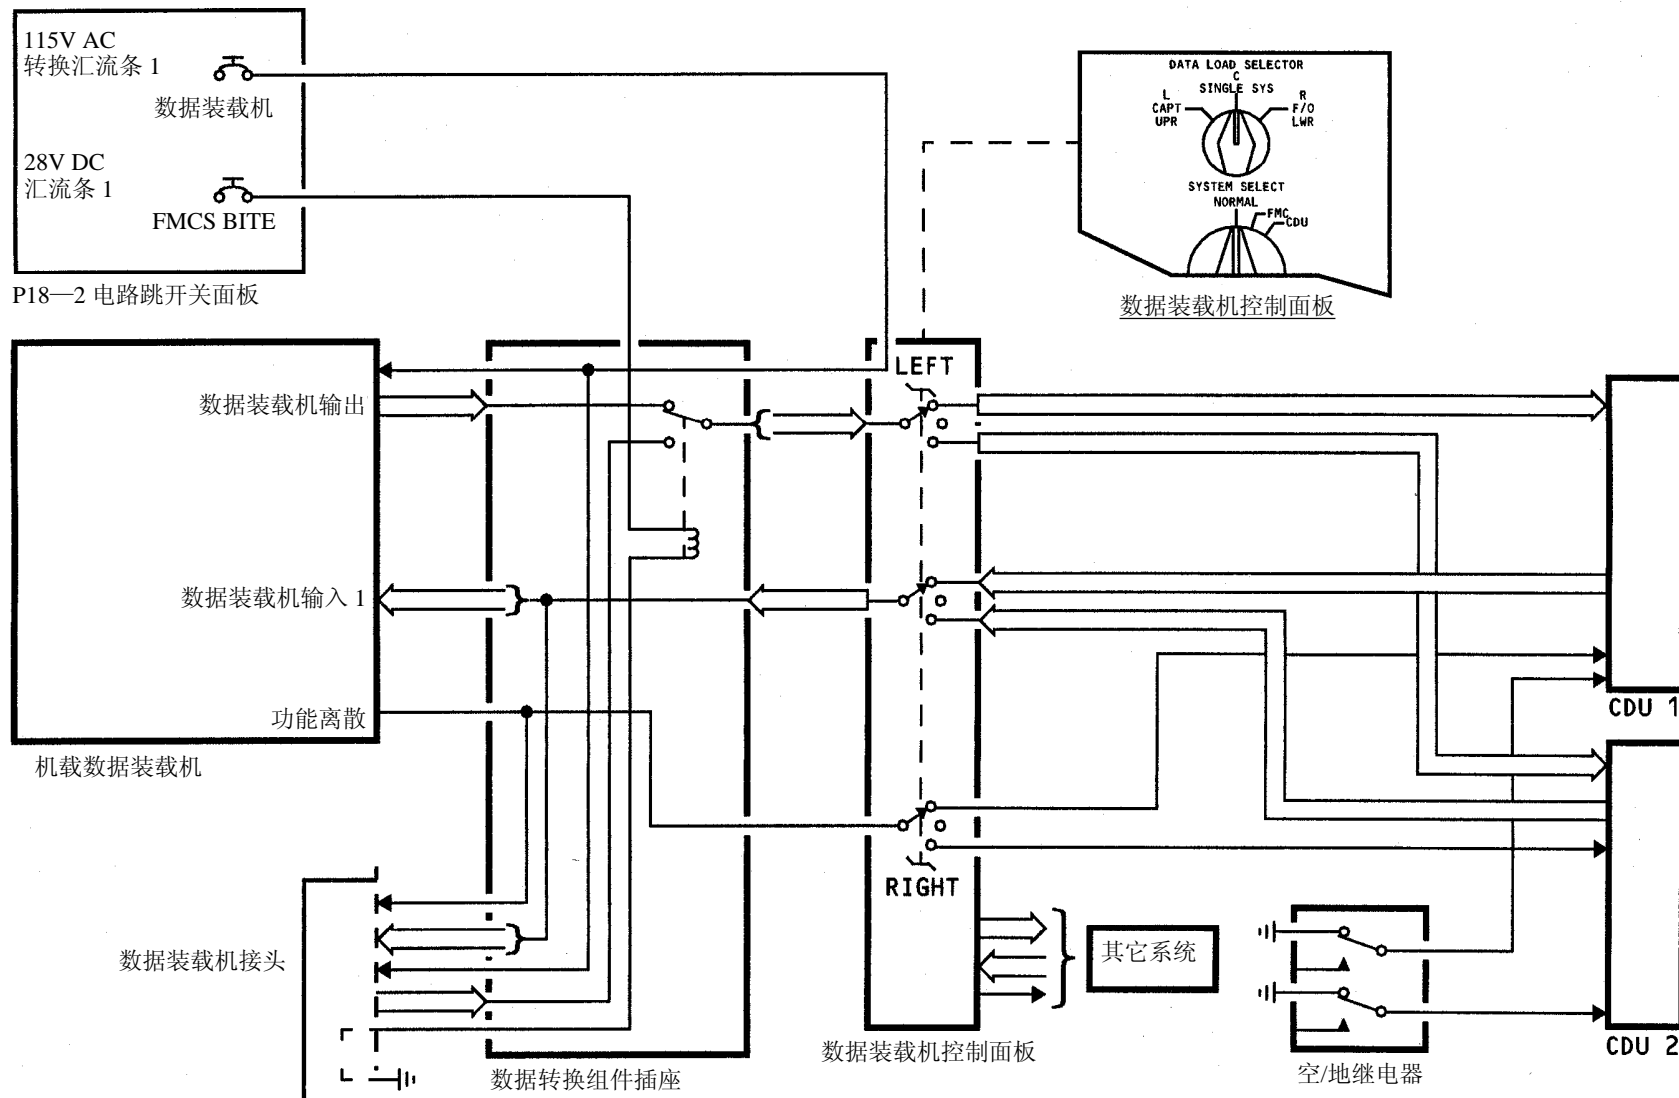 115V AC
转换汇流条 1
数据装载机
28V DC
汇流条 1
FMCS BITE
P18—2 电路跳开关面板
DATA LOAD SELECTOR
C
SINGLE SYS
L
CAPT
UPR
R
F/O
LWR
SYSTEM SELECT
NORMAL
FMC
CDU
数据装载机控制面板
LEFT
数据装载机输出
数据装载机输入 1
功能离散
机载数据装载机
CDU 1
RIGHT
数据装载机接头
其它系统
数据装载机控制面板
数据转换组件插座
空/地继电器
CDU 2